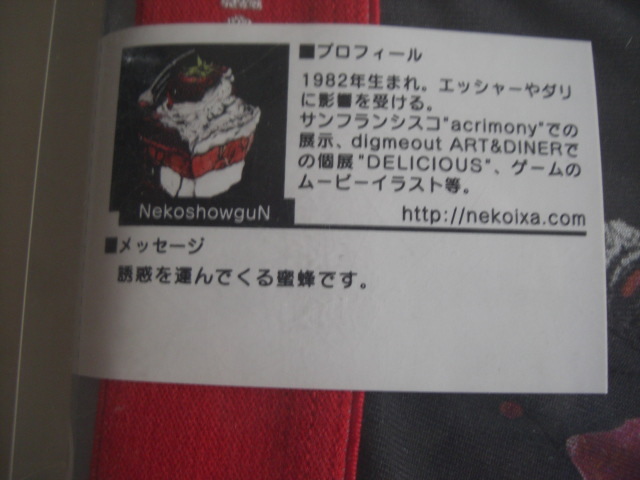 ■プロフィール
1982年生まれ。エッシャーやダリ
に影響を受ける。
サンフランシスコ"acrimony"での
展示、digmeout ART&DINERで
の個展"DELICIOUS"、ゲームの
ムービーイラスト等。
NekoshowguN
http://nekoixa.com
■メッセージ
誘惑を運んでくる蜜蜂です。